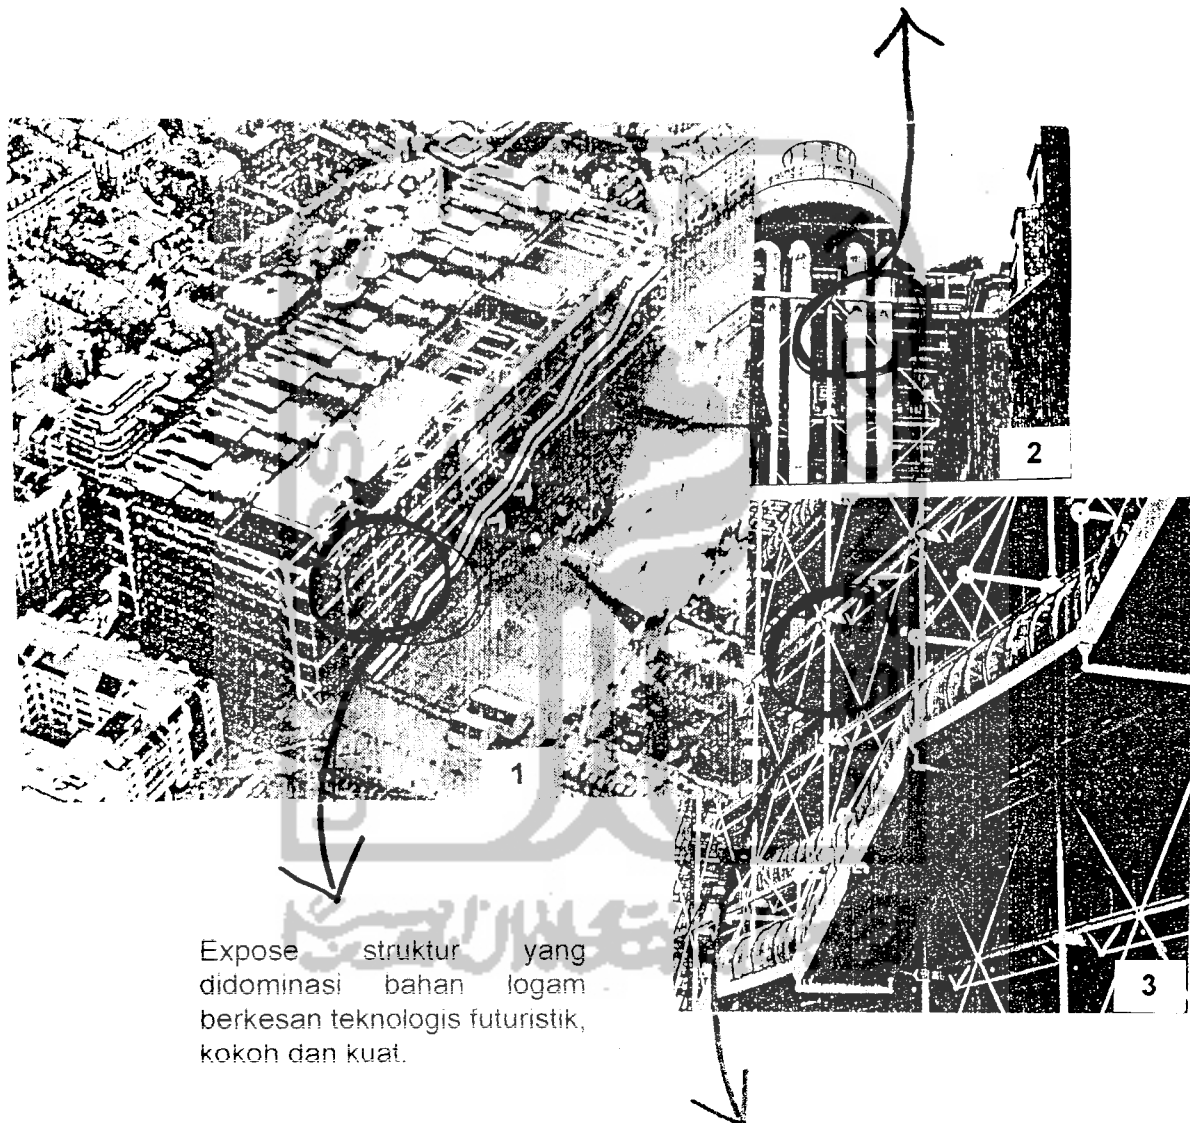 2
1
3
Expose struktur yang
didominasi bahan logam
berkesan teknologis futuristik,
kokoh dan kuat.